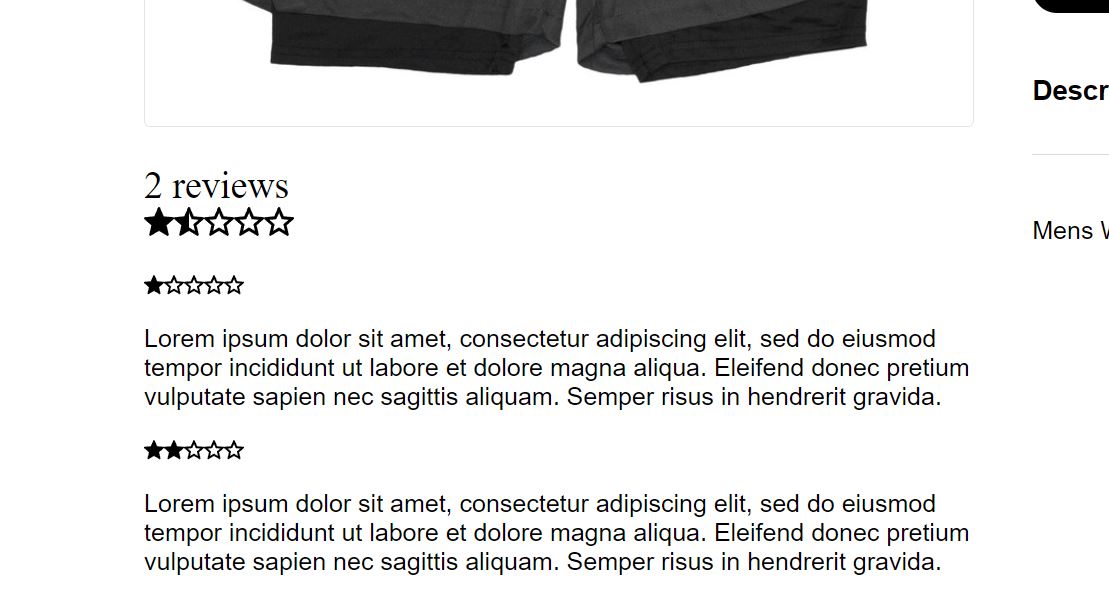 Descr
2 reviews
Mens
Lorem ipsum dolor sit amet, consectetur adipiscing elit, sed do eiusmod
tempor incididunt ut labore et dolore magna aliqua. Eleifend donec pretium
vulputate sapien nec sagittis aliquam. Semper risus in hendrerit gravida.
Lorem ipsum dolor sit amet, consectetur adipiscing elit, sed do eiusmod
tempor incididunt ut labore et dolore magna aliqua. Eleifend donec pretium
vulputate sapien nec sagittis aliquam. Semper risus in hendrerit gravida.